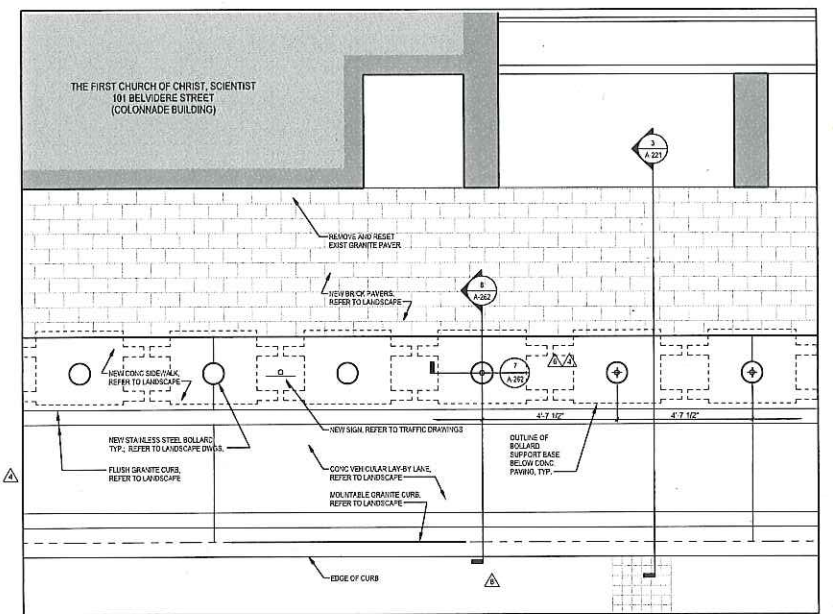 THE FIRST CHURCH OF CHRIST, SCIENTIST
101 BELVIDERE STREET
(COLONNADE BUILDING)
3
A-221
REMOVE AND RESET
EXIST GRANITE PAVER
8
A-262
NEW BRICK PAVERS,
REFER TO LANDSCAPE
7
A-262
4
NEW CONC SIDEWALK,
REFER TO LANDSCAPE
4'-7 1/2"
4'-7 1/2"
NEW SIGN, REFER TO TRAFFIC DRAWINGS
NEW STAINLESS STEEL BOLLARD
TYP.; REFER TO LANDSCAPE DWGS.
OUTLINE OF
BOLLARD
SUPPORT BASE
BELOW CONC
PAVING, TYP.
FLUSH GRANITE CURB,
REFER TO LANDSCAPE
CONC VEHICULAR LAY-BY LANE,
REFER TO LANDSCAPE
4
MOUNTABLE GRANITE CURB,
REFER TO LANDSCAPE
EDGE OF CURB